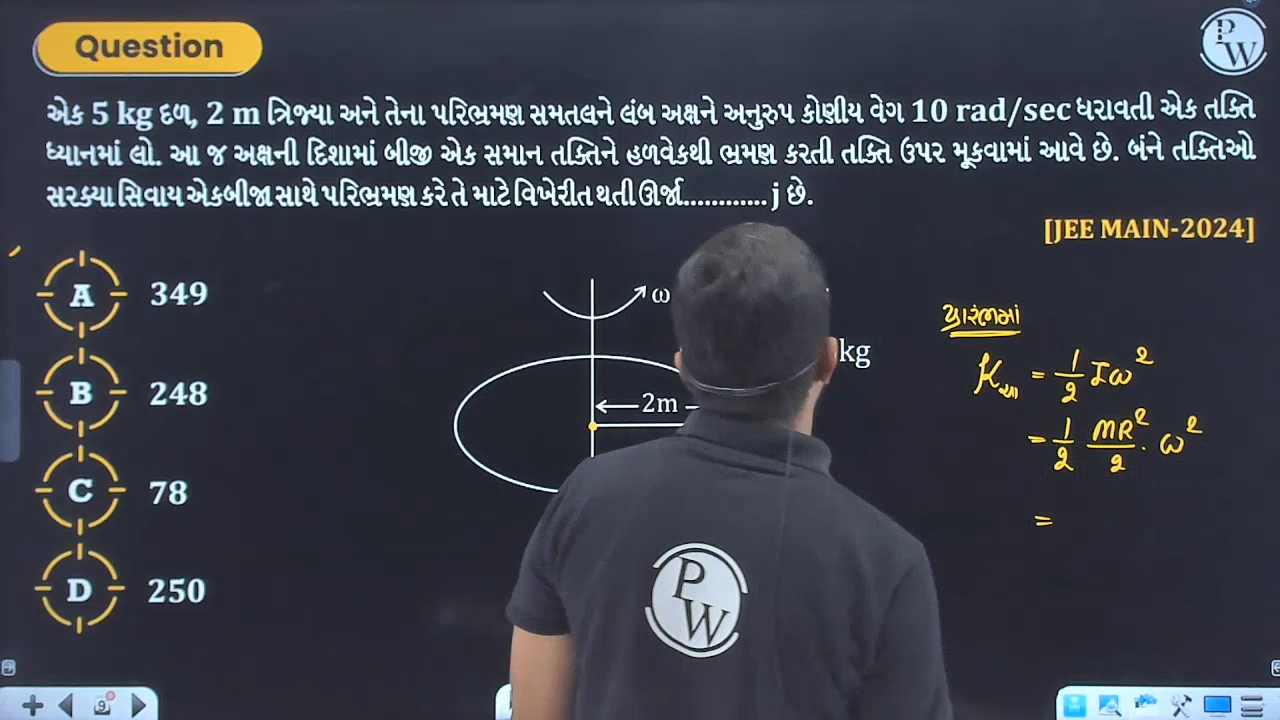 Question
PW
એક 5 kg દળ, 2 m ત્રિજ્યા અને તેના પરિભ્રમણ સમતલને લંબ અક્ષને અનુરુપ કોણીય વેગ 10 rad/sec ધરાવતી એક તક્તિ
ધ્યાનમાં લો. આ જ અક્ષની દિશામાં બીજી એક સમાન તક્તિને હળવેકથી ભ્રમણ કરતી તક્તિ ઉપર મૂકવામાં આવે છે. બંને તક્તિઓ
સરક્યા સિવાય એકબીજા સાથે પરિભ્રમણ કરે તે માટે વિખેરીત થતી ઊર્જા............ j છે.
[JEE MAIN-2024]
A 349
B 248
C 78
D 250
ω
kg
2m
પ્રારંભમાં
= 1/2 Iω²
= 1/2 MR²/2 · ω²
=
PW
9